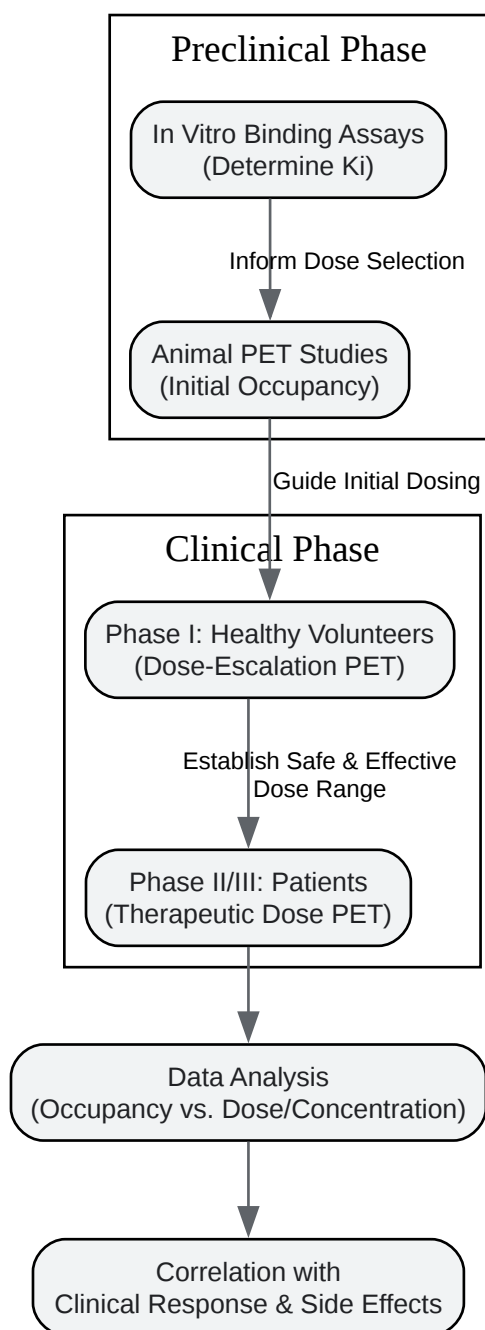 Preclinical Phase
In Vitro Binding Assays
(Determine Ki)
Inform Dose Selection
Animal PET Studies
(Initial Occupancy)
Guide Initial Dosing
Clinical Phase
Phase I: Healthy Volunteers
(Dose-Escalation PET)
Establish Safe & Effective
Dose Range
Phase II/III: Patients
(Therapeutic Dose PET)
Data Analysis
(Occupancy vs. Dose/Concentration)
Correlation with
Clinical Response & Side Effects